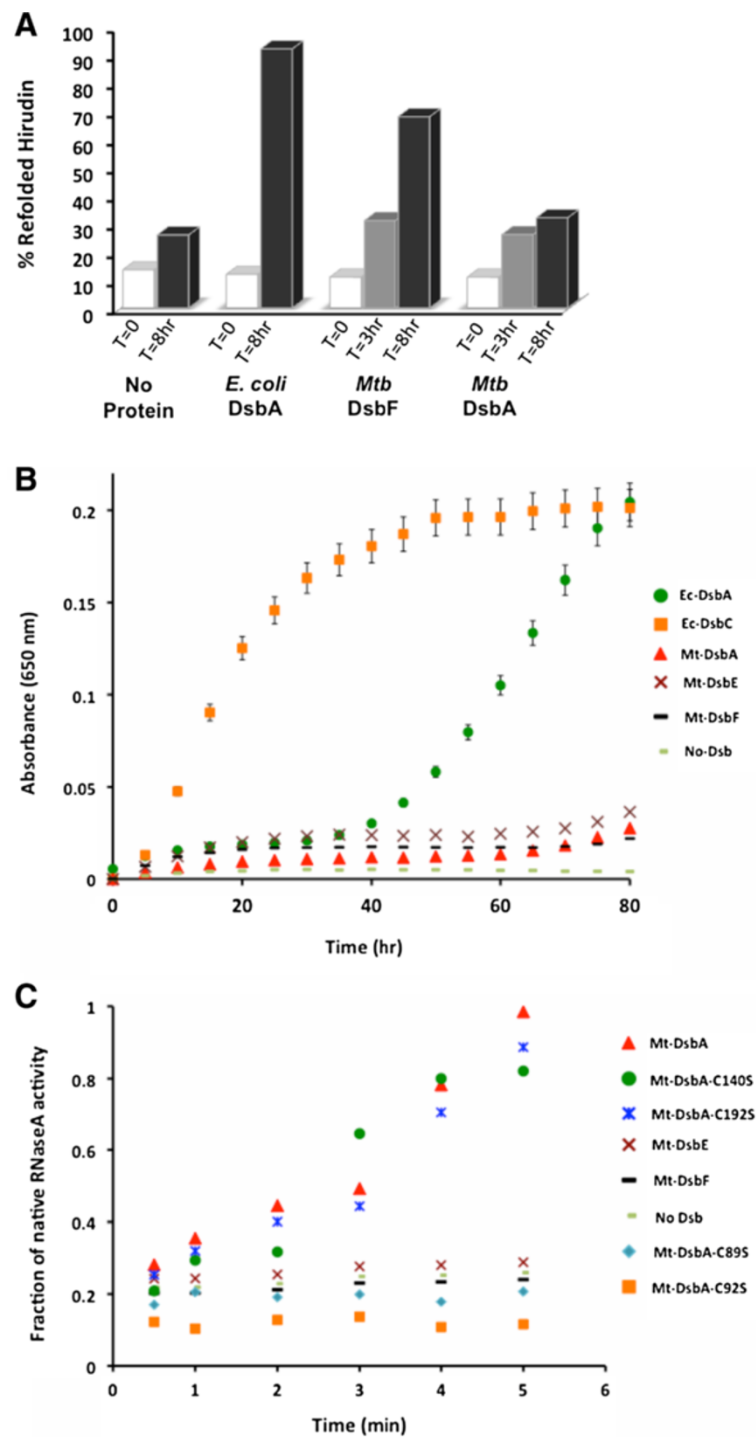 A
% Refolded Hirudin
100
90
80
70
60
50
40
30
20
10
0
T=0
T=8hr
T=0
T=8hr
T=0
T=3hr
T=8hr
T=0
T=3hr
T=8hr
No Protein
E. coli DsbA
Mtb DsbF
Mtb DsbA
B
Absorbance (650 nm)
0.2
0.15
0.1
0.05
0
0
20
40
60
80
Time (hr)
Ec-DsbA
Ec-DsbC
Mt-DsbA
Mt-DsbE
Mt-DsbF
No-Dsb
C
Fraction of native RNaseA activity
1
0.8
0.6
0.4
0.2
0
0
1
2
3
4
5
6
Time (min)
Mt-DsbA
Mt-DsbA-C140S
Mt-DsbA-C192S
Mt-DsbE
Mt-DsbF
No Dsb
Mt-DsbA-C89S
Mt-DsbA-C92S